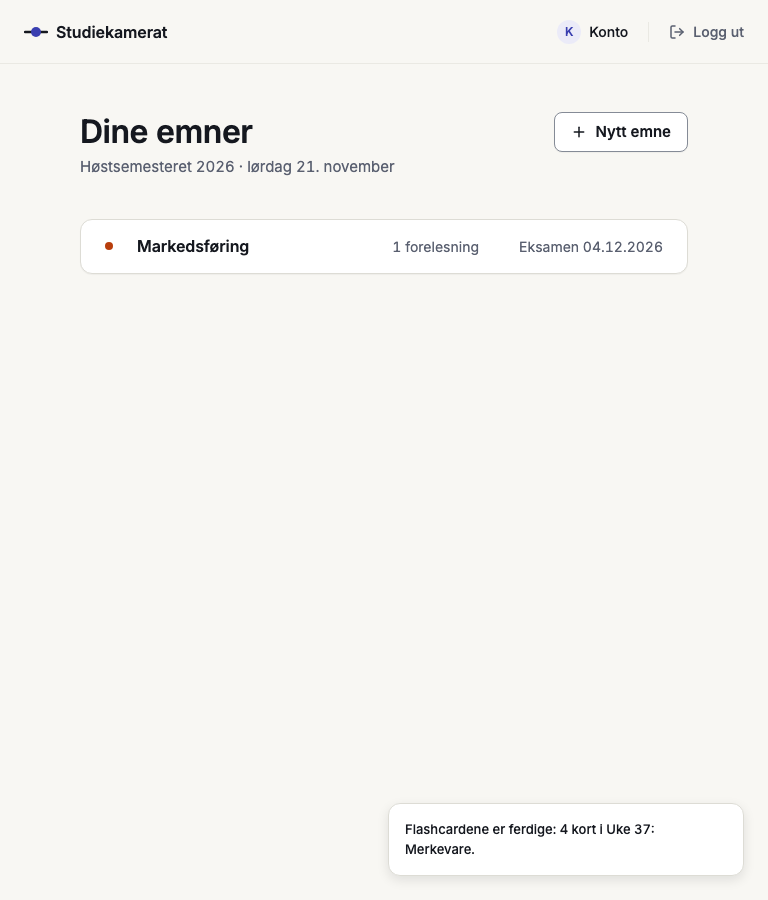 Studiekamerat
K Konto
Logg ut
Dine emner
Nytt emne
Høstsemesteret 2026 · lørdag 21. november
Markedsføring
1 forelesning
Eksamen 04.12.2026
Flashcardene er ferdige: 4 kort i Uke 37:
Merkevare.